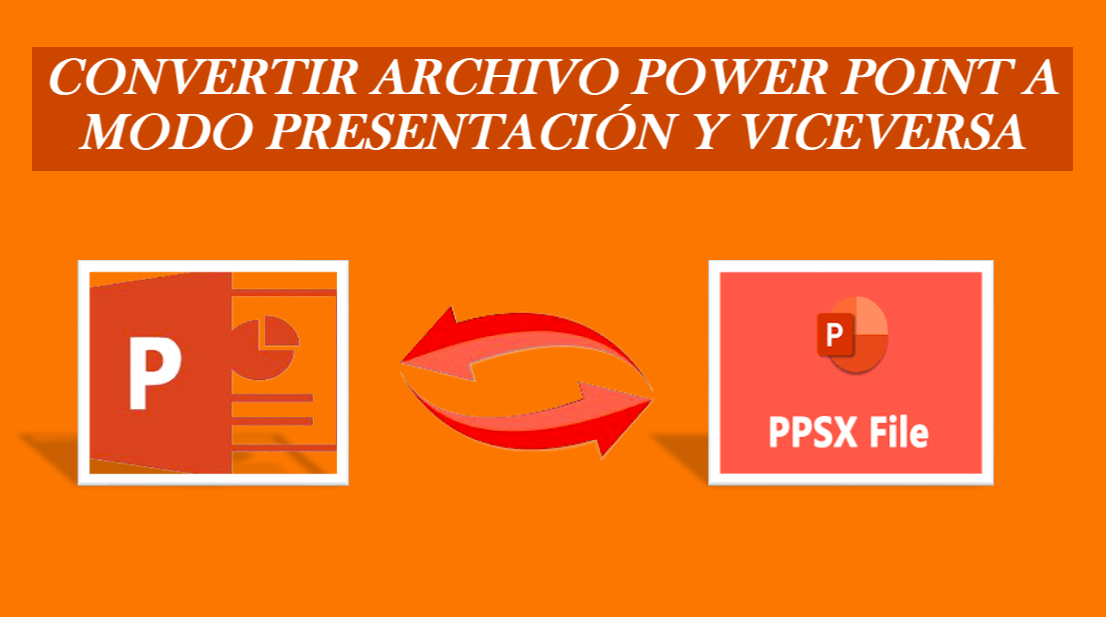 CONVERTIR ARCHIVO POWER POINT A
MODO PRESENTACIÓN Y VICEVERSA
P
P
PPSX File